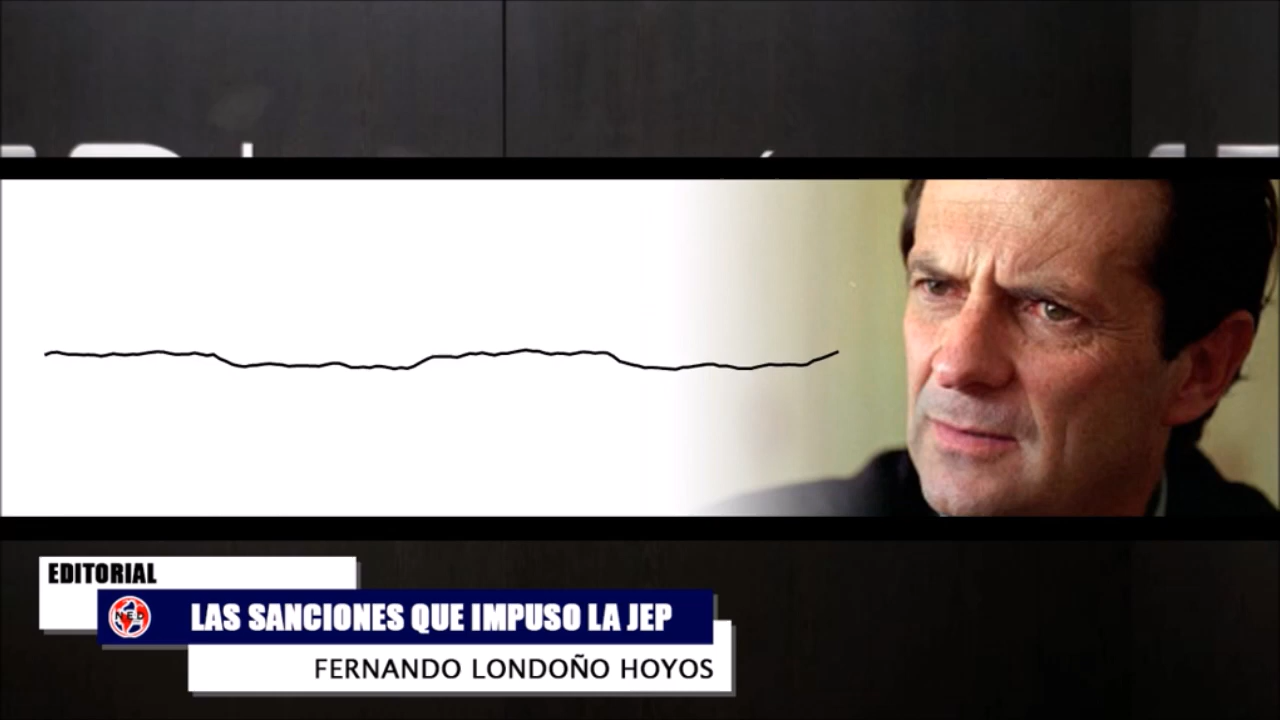 EDITORIAL
LAS SANCIONES QUE IMPUSO LA JEP
FERNANDO LONDOÑO HOYOS